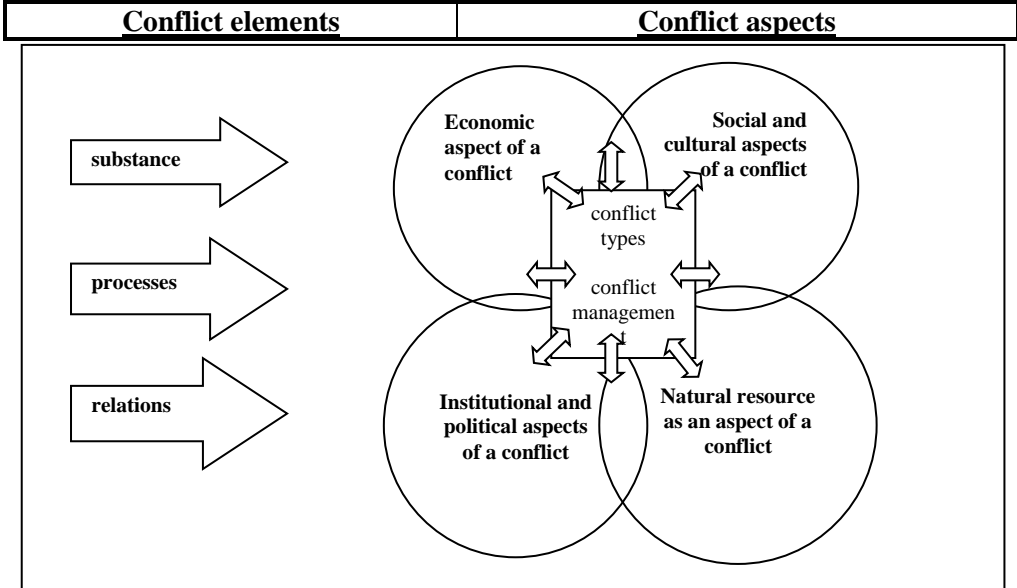 Conflict elements
Conflict aspects
substance
processes
relations
Economic
aspect of a
conflict
Social and
cultural aspects
of a conflict
conflict
types
conflict
managemen
t
Institutional and
political aspects
of a conflict
Natural resource
as an aspect of a
conflict